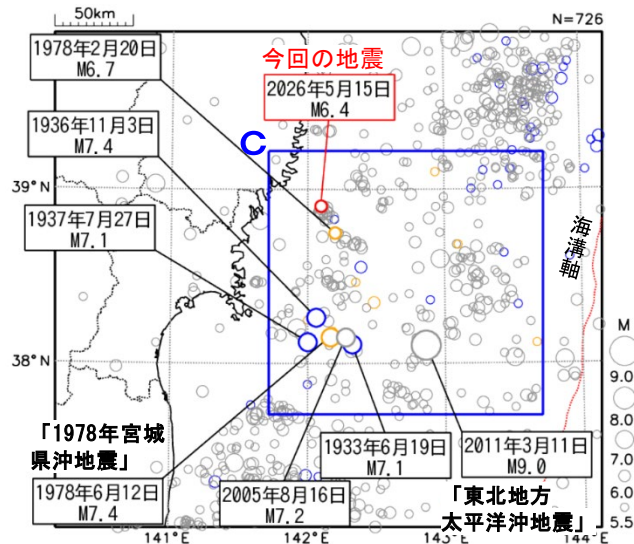 50km
N=726
1978年2月20日
M6.7
今回の地震
2026年5月15日
M6.4
1936年11月3日
M7.4
C
39°N
1937年7月27日
M7.1
海溝軸
M
38°N
9.0
8.0
7.0
6.0
5.5
「1978年宮城
県沖地震」
1978年6月12日
M7.4
2005年8月16日
M7.2
1933年6月19日
M7.1
2011年3月11日
M9.0
「東北地方
太平洋沖地震」
141°E
142°E
143°E
144°E